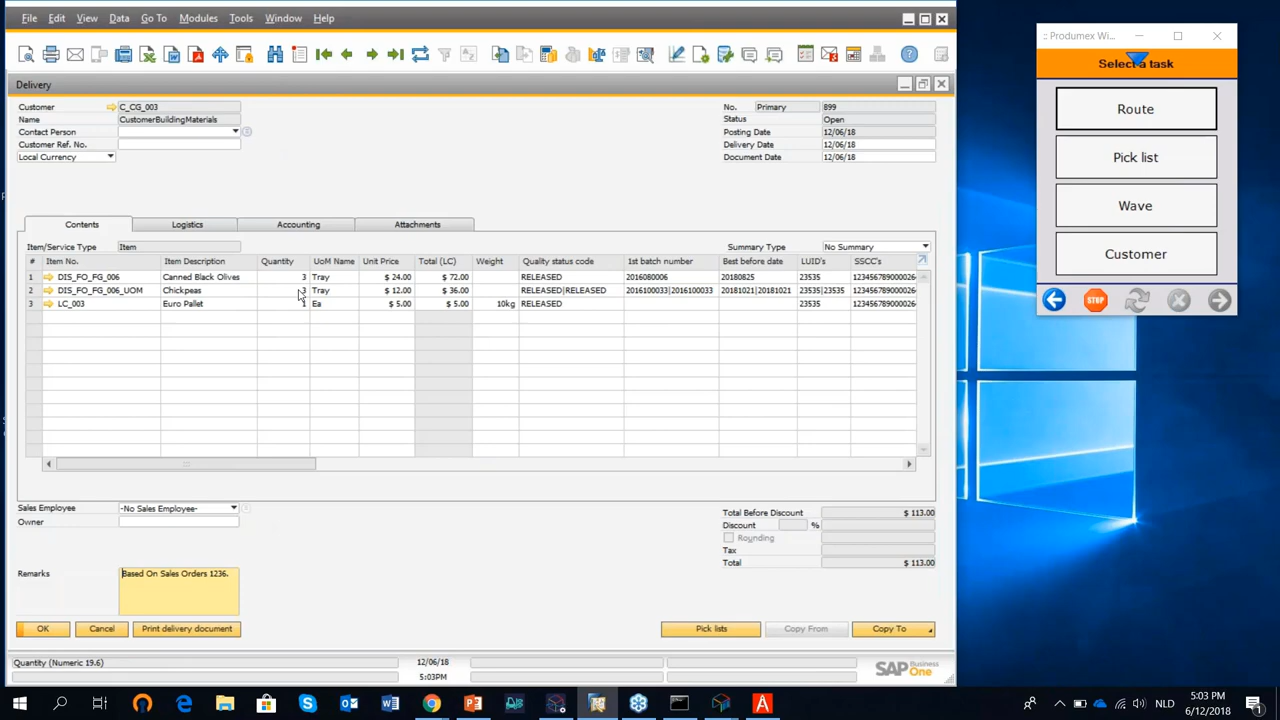 File Edit View Data Go To Modules Tools Window Help
Delivery
Customer C_CG_003
Name CustomerBuildingMaterials
Contact Person
Customer Ref. No.
Local Currency
No. Primary 899
Status Open
Posting Date 12/06/18
Delivery Date 12/06/18
Document Date 12/06/18
Contents Logistics Accounting Attachments
Item/Service Type Item Summary Type No Summary
# Item No. Item Description Quantity UoM Name Unit Price Total (LC) Weight Quality status code 1st batch number Best before date LUID's SSCC's
1 DIS_FO_FG_006 Canned Black Olives 3 Tray $ 24.00 $ 72.00 RELEASED 2016080006 20180825 23535 123456789000026
2 DIS_FO_FG_006_UOM Chickpeas 3 Tray $ 12.00 $ 36.00 RELEASED|RELEASED 2016100033|2016100033 20181021|20181021 23535|23535 123456789000026
3 LC_003 Euro Pallet 1 Ea $ 5.00 $ 5.00 10kg RELEASED 23535 123456789000026
Sales Employee -No Sales Employee-
Owner
Total Before Discount $ 113.00
Discount %
Rounding
Tax
Total $ 113.00
Remarks Based On Sales Orders 1236.
OK Cancel Print delivery document Pick lists Copy From Copy To
Quantity (Numeric 19.6) 12/06/18
5:03PM
SAP Business One
:: Produmex Wi...
Select a task
Route
Pick list
Wave
Customer
STOP
NLD 5:03 PM
6/12/2018
1